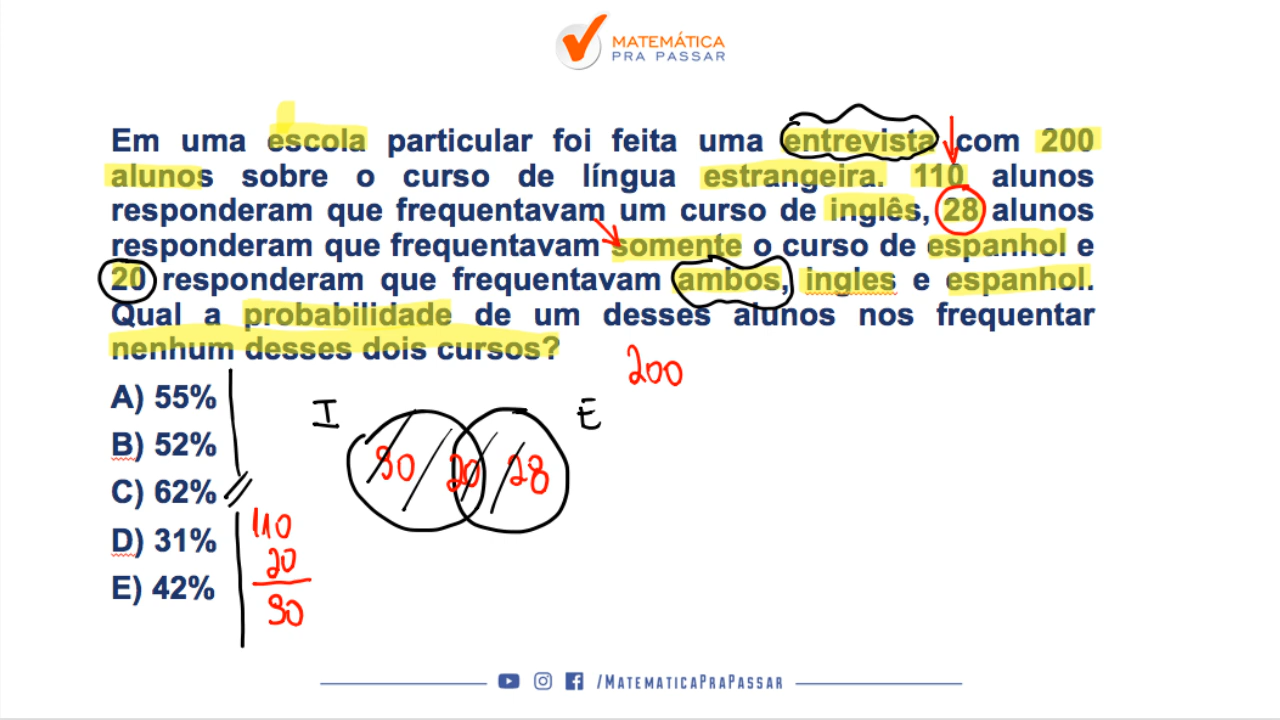 MATEMÁTICA
PRA PASSAR
Em uma escola particular foi feita uma entrevista com 200
alunos sobre o curso de língua estrangeira. 110 alunos
responderam que frequentavam um curso de inglês, 28 alunos
responderam que frequentavam somente o curso de espanhol e
20 responderam que frequentavam ambos, ingles e espanhol.
Qual a probabilidade de um desses alunos nos frequentar
nenhum desses dois cursos?
200
A) 55%
B) 52%
C) 62%
D) 31%
E) 42%
I
E
90 20 28
110
20
90
/MATEMATICAPRAPASSAR